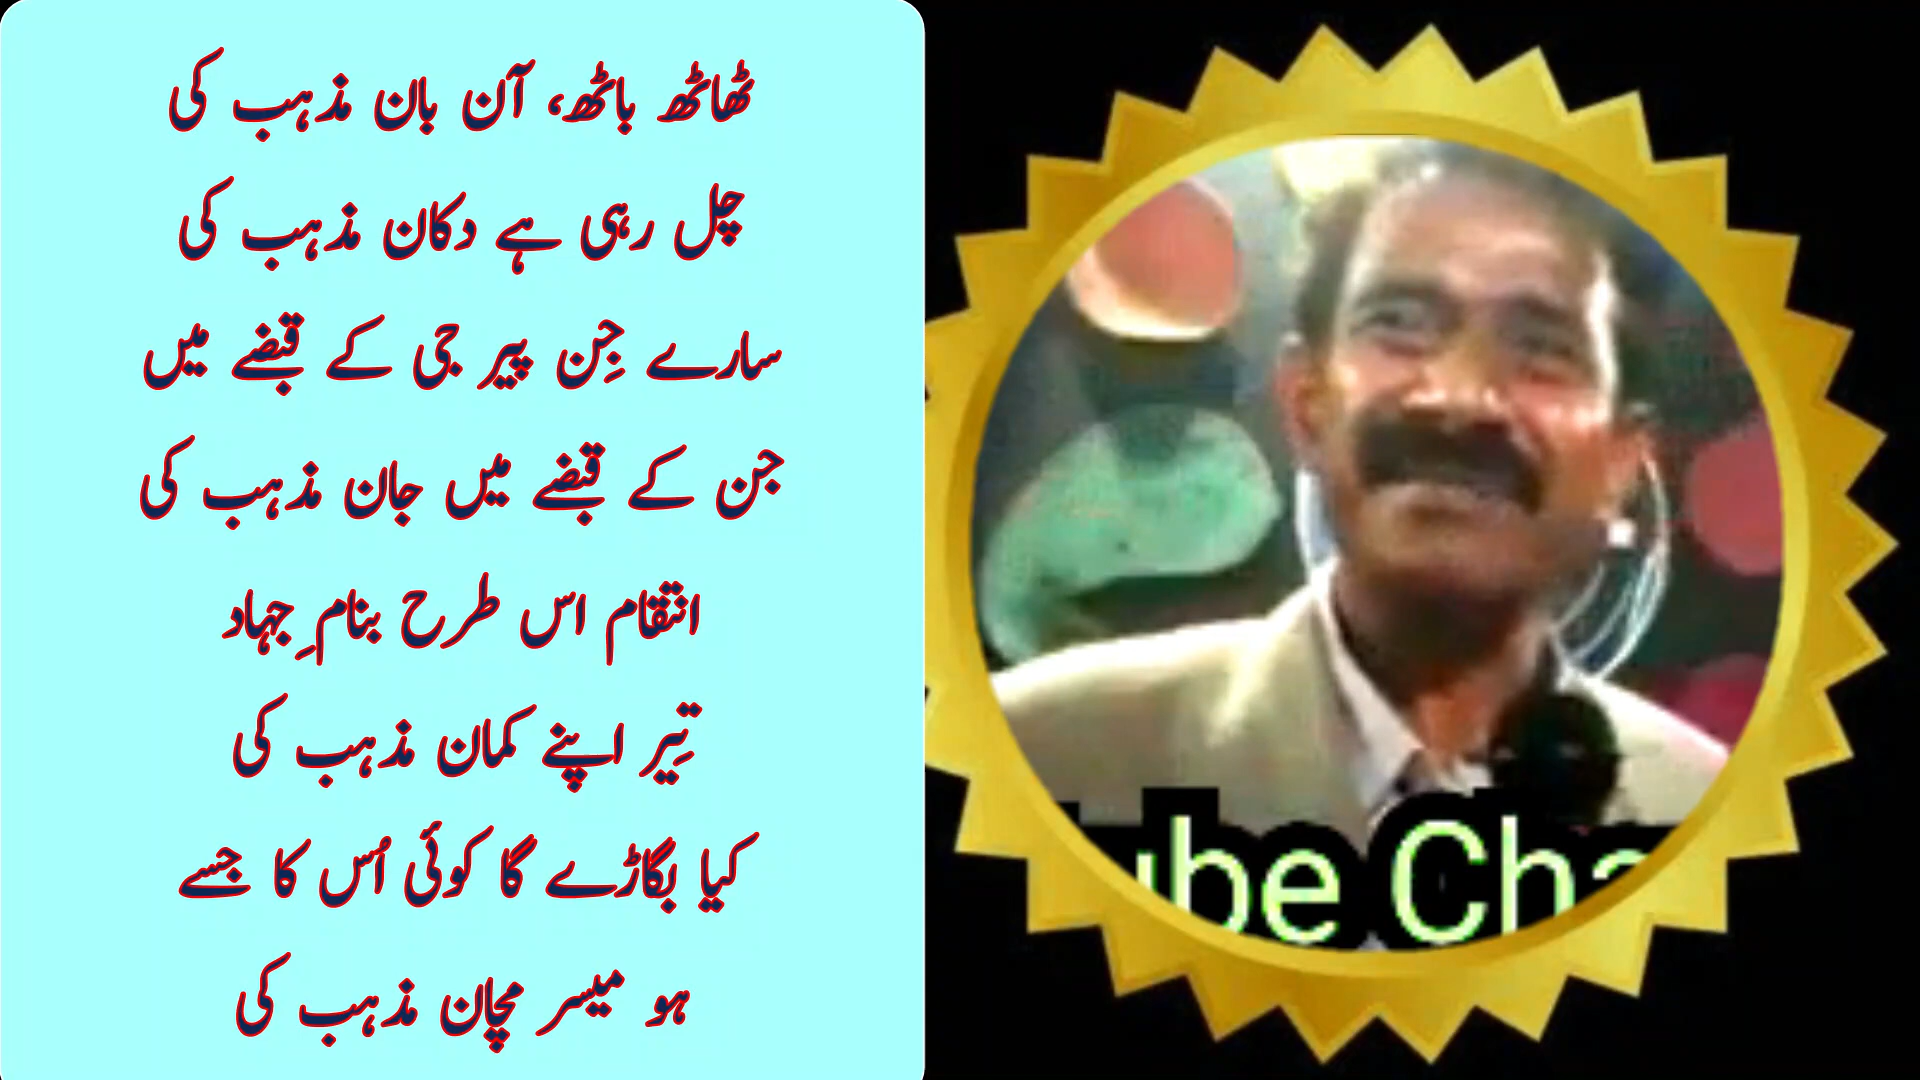 ٹھاٹھ باٹھ، آن بان مذہب کی
چل رہی ہے دکان مذہب کی
سارے جِن پیر جی کے قبضے میں
جن کے قبضے میں جان مذہب کی
انتقام اس طرح بنامِ جہاد
تِیر اپنے کمان مذہب کی
کیا بگاڑے گا کوئی اُس کا جسے
ہو میسر مچان مذہب کی
ube Cha